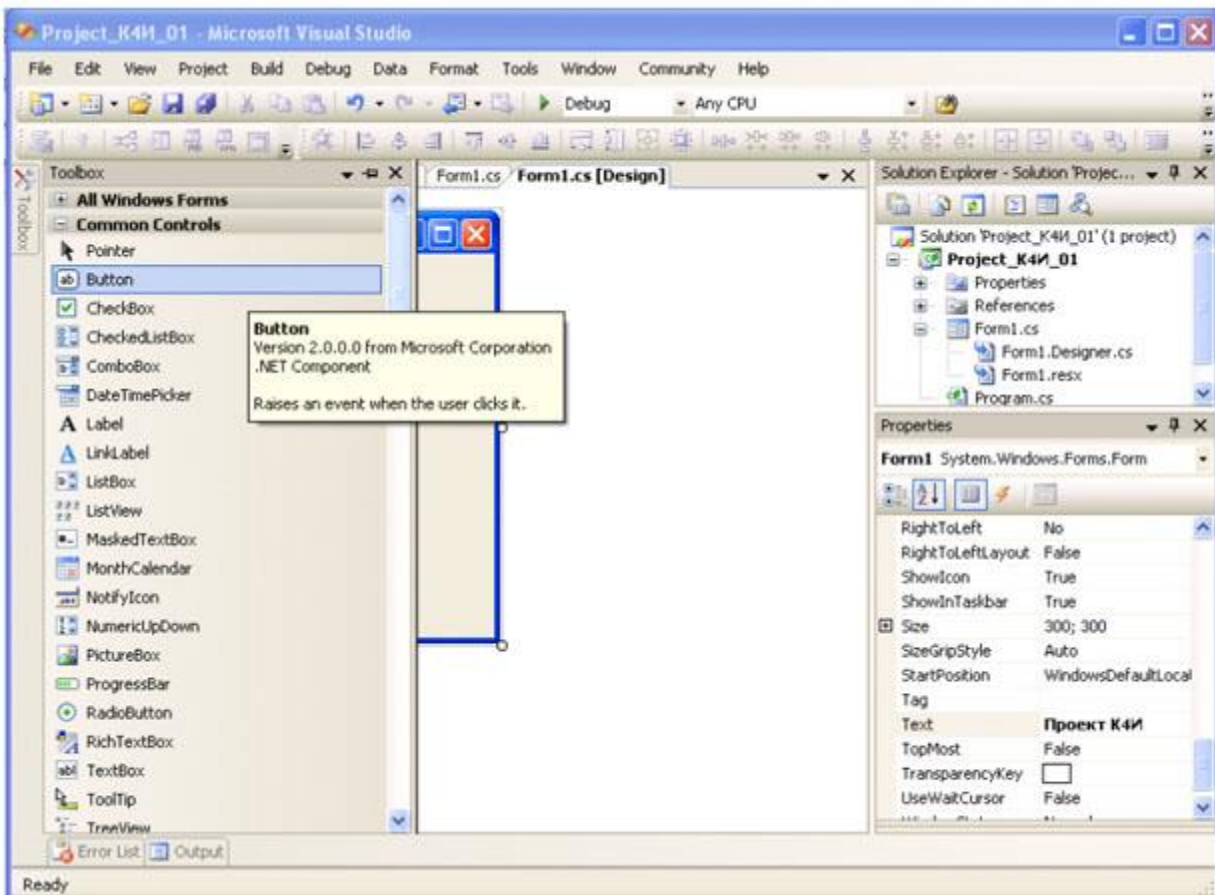 Project_К4И_01 - Microsoft Visual Studio
File Edit View Project Build Debug Data Format Tools Window Community Help
Debug Any CPU
Toolbox
Toolbox
All Windows Forms
Common Controls
Pointer
Button
CheckBox
CheckedListBox
ComboBox
DateTimePicker
Label
LinkLabel
ListBox
ListView
MaskedTextBox
MonthCalendar
NotifyIcon
NumericUpDown
PictureBox
ProgressBar
RadioButton
RichTextBox
TextBox
ToolTip
TreeView
Button
Version 2.0.0.0 from Microsoft Corporation
.NET Component
Raises an event when the user clicks it.
Form1.cs Form1.cs [Design]
Solution Explorer - Solution 'Projec...
Solution 'Project_К4И_01' (1 project)
Project_К4И_01
Properties
References
Form1.cs
Form1.Designer.cs
Form1.resx
Program.cs
Properties
Form1 System.Windows.Forms.Form
RightToLeft No
RightToLeftLayout False
ShowIcon True
ShowInTaskbar True
Size 300; 300
SizeGripStyle Auto
StartPosition WindowsDefaultLocal
Tag
Text Проект К4И
TopMost False
TransparencyKey
UseWaitCursor False
Error List Output
Ready